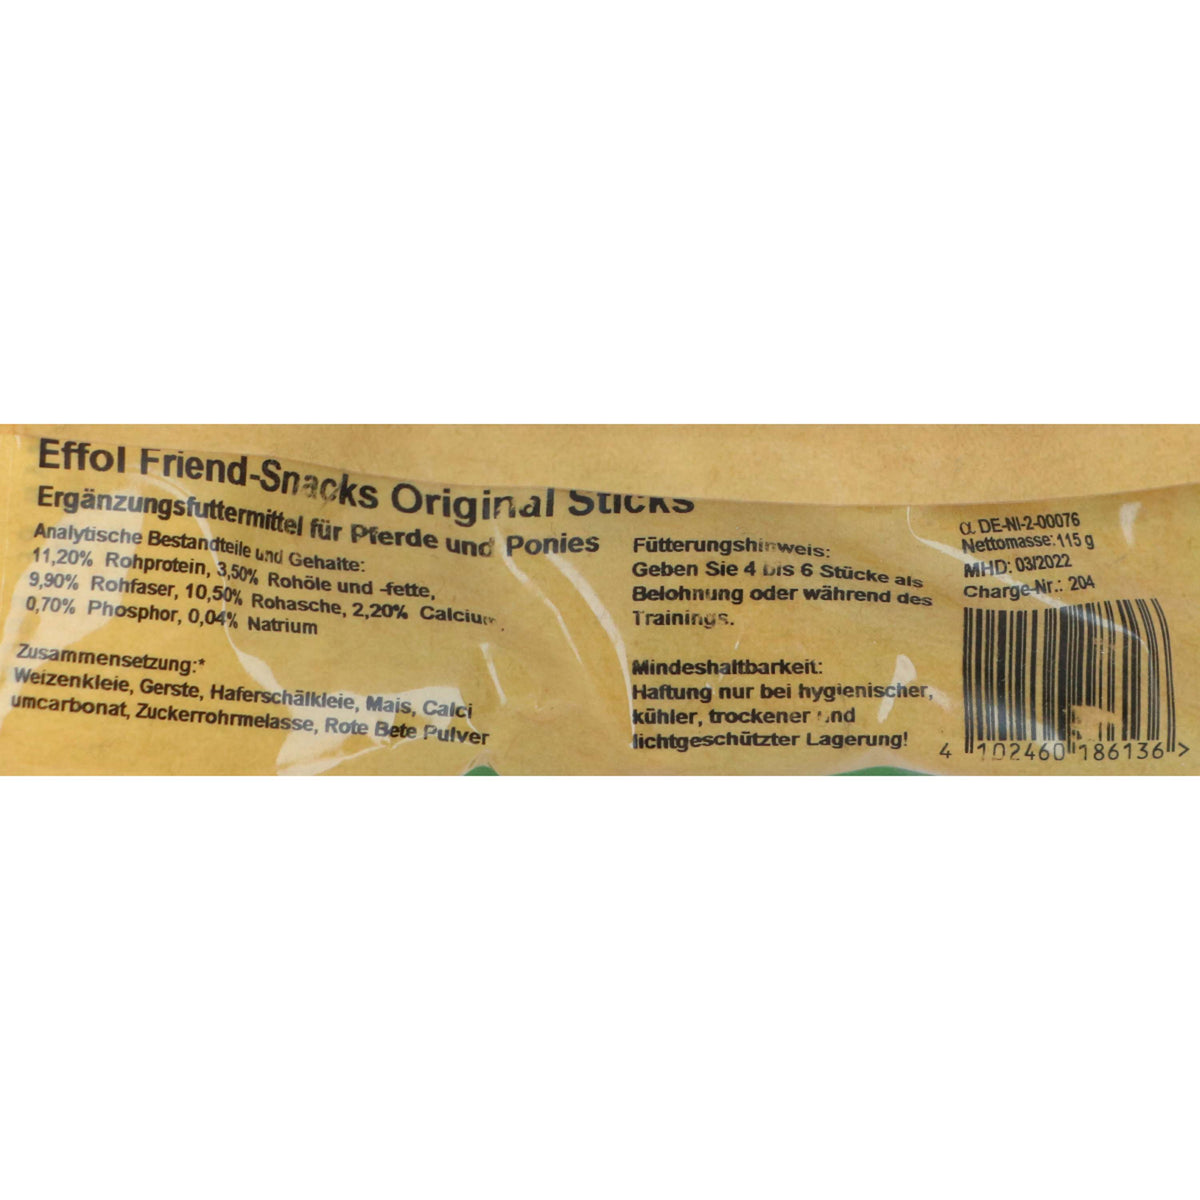 Effol Friend-Snacks Original Sticks
Ergänzungsfuttermittel für Pferde und Ponies
Analytische Bestandteile und Gehalte:
11,20% Rohprotein, 3,50% Rohöle und -fette,
9,90% Rohfaser, 10,50% Rohasche, 2,20% Calcium,
0,70% Phosphor, 0,04% Natrium
Zusammensetzung:*
Weizenkleie, Gerste, Haferschälkleie, Mais, Calci
umcarbonat, Zuckerrohrmelasse, Rote Bete Pulver
Fütterungshinweis:
Geben Sie 4 bis 6 Stücke als
Belohnung oder während des
Trainings.
Mindeshaltbarkeit:
Haftung nur bei hygienischer,
kühler, trockener und
lichtgeschützter Lagerung!
α DE-NI-2-00076
Nettomasse: 115 g
MHD: 03/2022
Charge-Nr.: 204
4 102460 186136 >